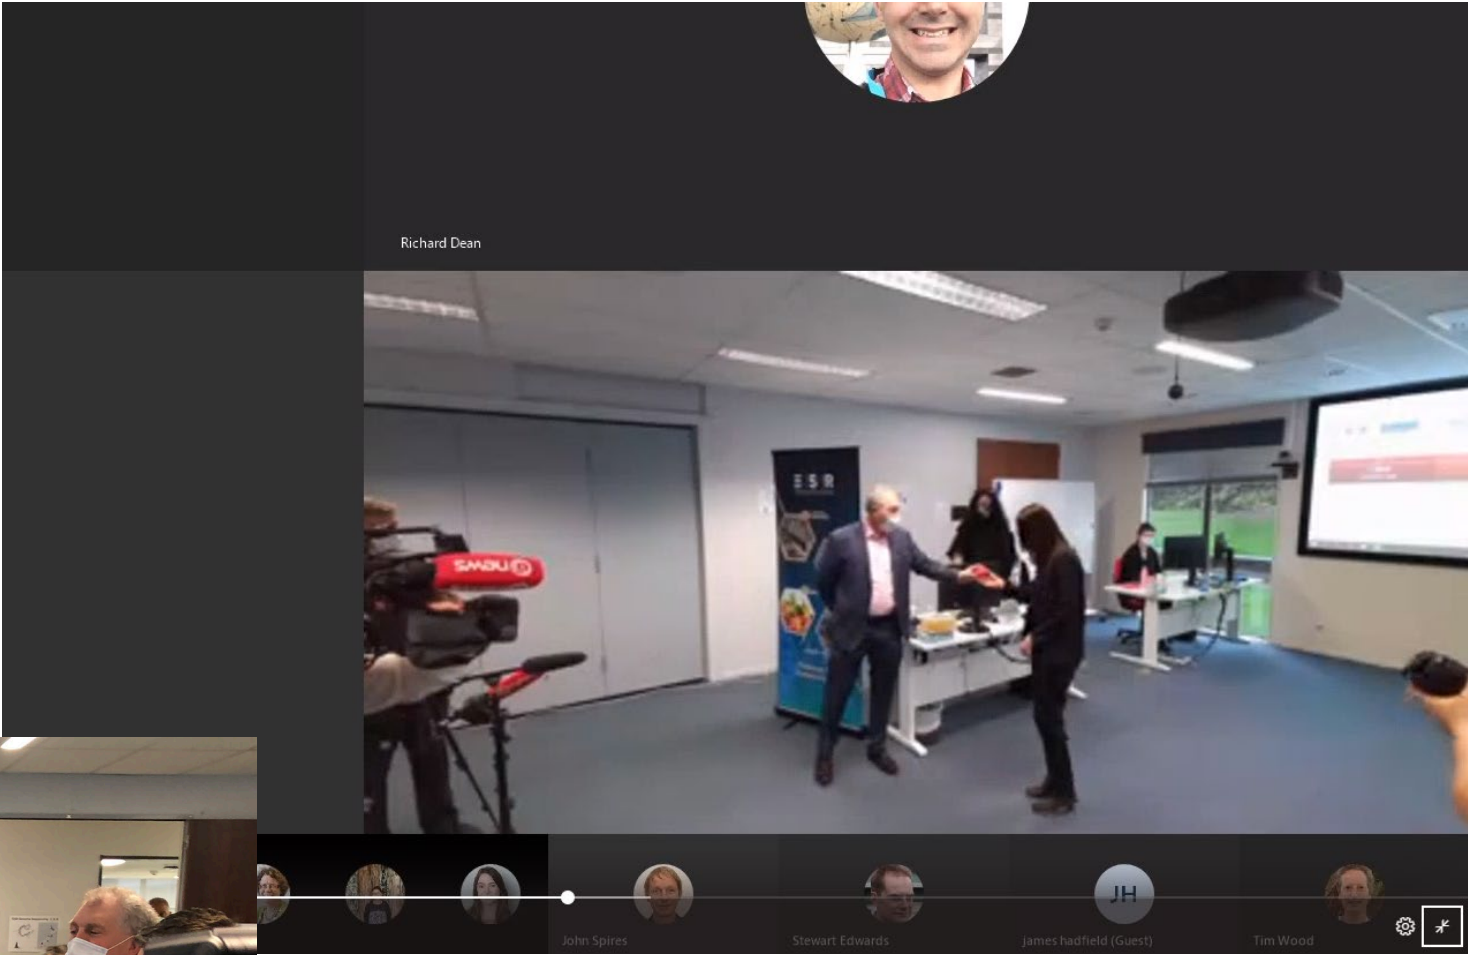 Richard Dean
ESR
news
JH
John Spires
Stewart Edwards
james hadfield (Guest)
Tim Wood